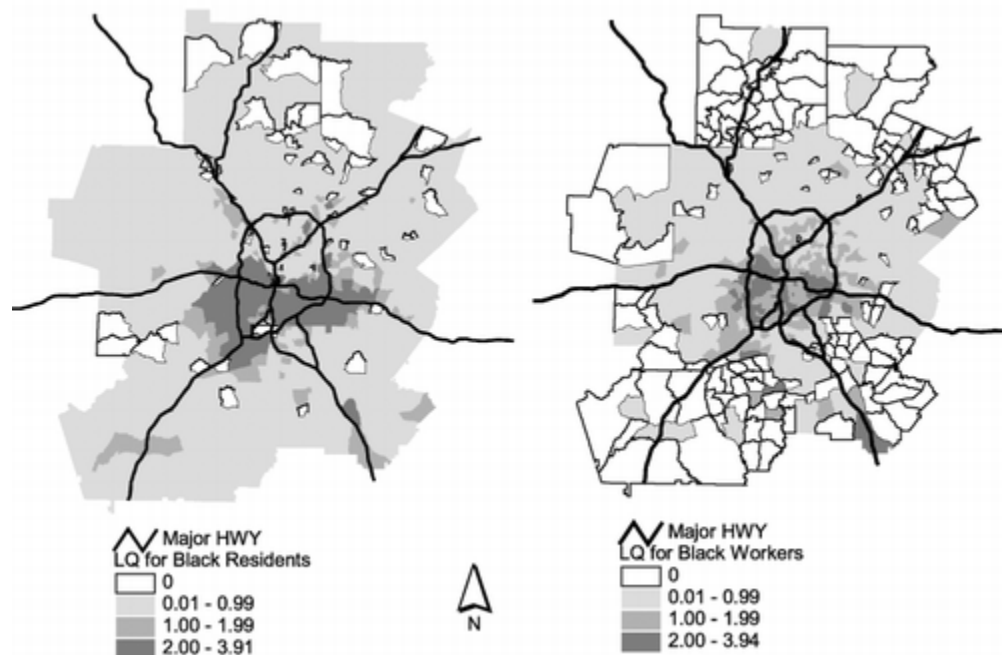 Major HWY
LQ for Black Residents
0
0.01 - 0.99
1.00 - 1.99
2.00 - 3.91
N
Major HWY
LQ for Black Workers
0
0.01 - 0.99
1.00 - 1.99
2.00 - 3.94